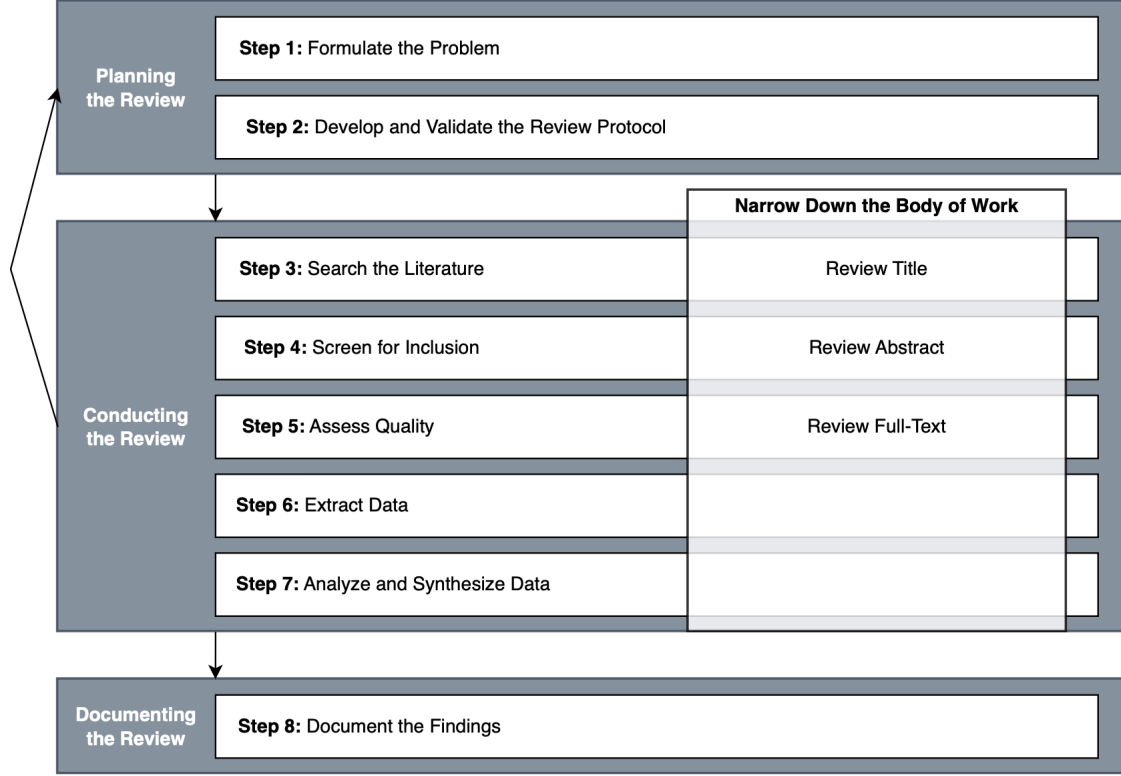 Planning
the Review
Step 1: Formulate the Problem
Step 2: Develop and Validate the Review Protocol
Narrow Down the Body of Work
Conducting
the Review
Step 3: Search the Literature
Review Title
Step 4: Screen for Inclusion
Review Abstract
Step 5: Assess Quality
Review Full-Text
Step 6: Extract Data
Step 7: Analyze and Synthesize Data
Documenting
the Review
Step 8: Document the Findings